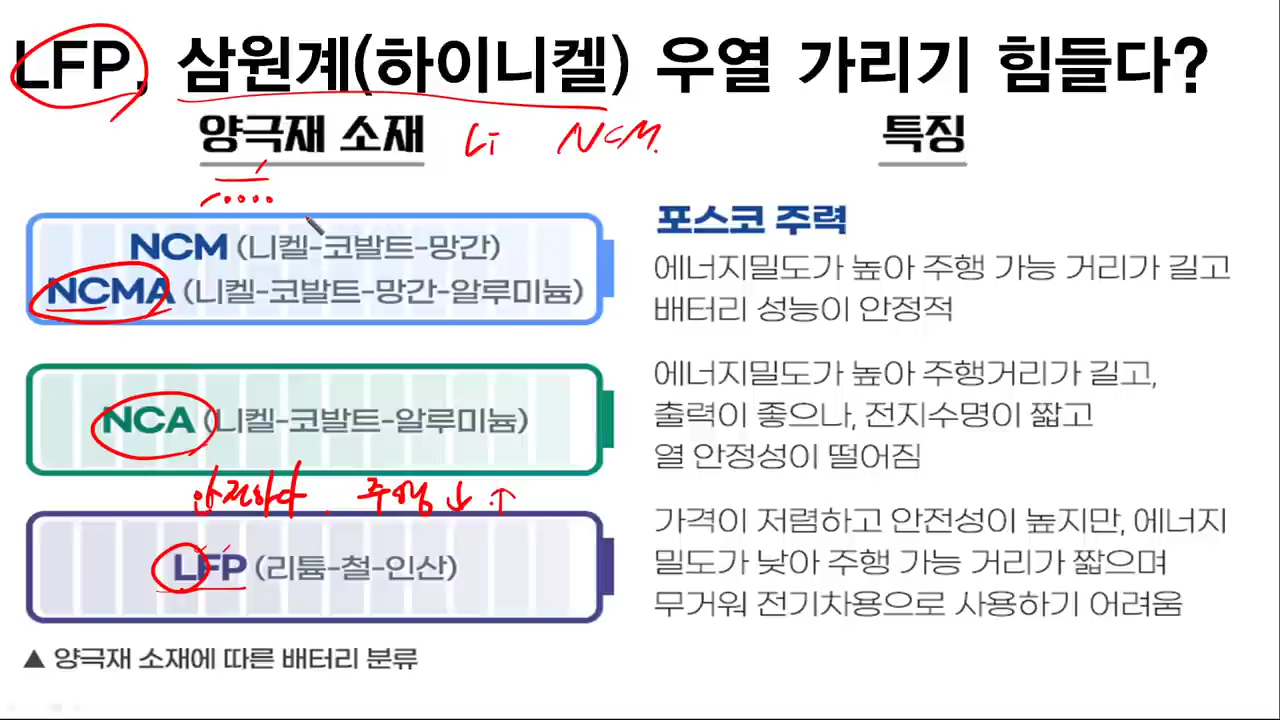 LFP, 삼원계(하이니켈) 우열 가리기 힘들다?
양극재 소재
Li NCM.
특징
NCM (니켈-코발트-망간)
NCMA (니켈-코발트-망간-알루미늄)
포스코 주력
에너지밀도가 높아 주행 가능 거리가 길고
배터리 성능이 안정적
NCA (니켈-코발트-알루미늄)
에너지밀도가 높아 주행거리가 길고,
출력이 좋으나, 전지수명이 짧고
열 안정성이 떨어짐
안전하다. 주행 ↓ ↑
LFP (리튬-철-인산)
가격이 저렴하고 안전성이 높지만, 에너지
밀도가 낮아 주행 가능 거리가 짧으며
무거워 전기차용으로 사용하기 어려움
▲ 양극재 소재에 따른 배터리 분류